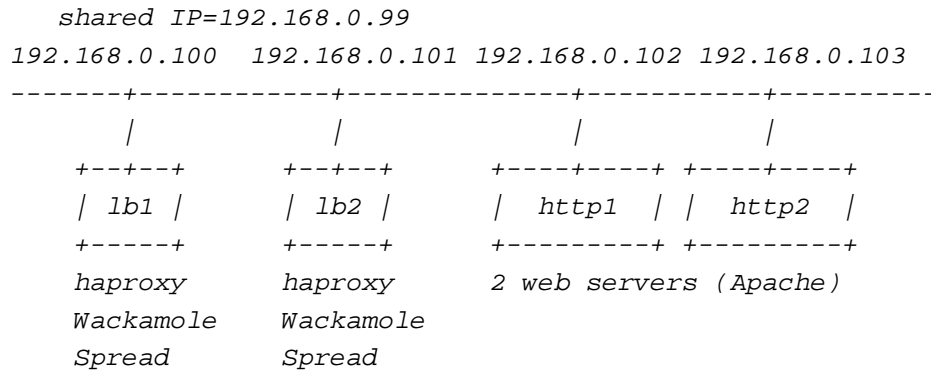 shared IP=192.168.0.99
192.168.0.100 192.168.0.101 192.168.0.102 192.168.0.103
-------+------------+--------------+-----------+----------
| | | |
+--+--+ +--+--+ +----+----+ +----+----+
| lb1 | | lb2 | | http1 | | http2 |
+-----+ +-----+ +---------+ +---------+
haproxy haproxy 2 web servers (Apache)
Wackamole Wackamole
Spread Spread